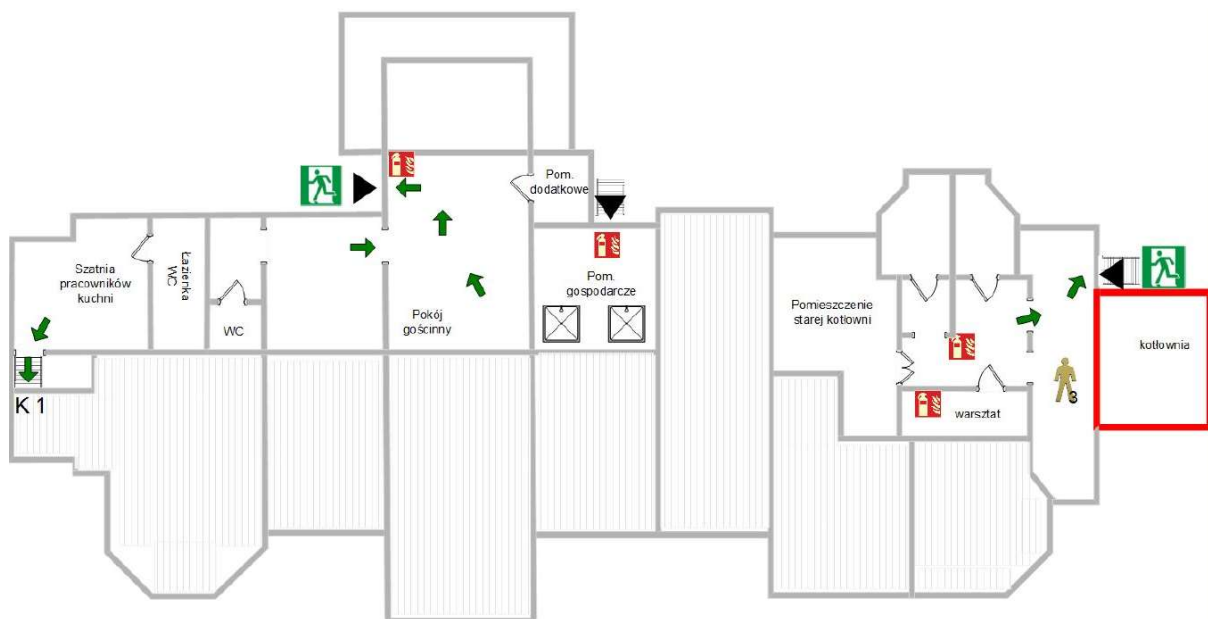 Szatnia
pracowników
kuchni
Łazienka
WC
WC
Pokój
gościnny
Pom.
dodatkowe
Pom.
gospodarcze
Pomieszczenie
starej kotłowni
warsztat
kotłownia
3
K 1